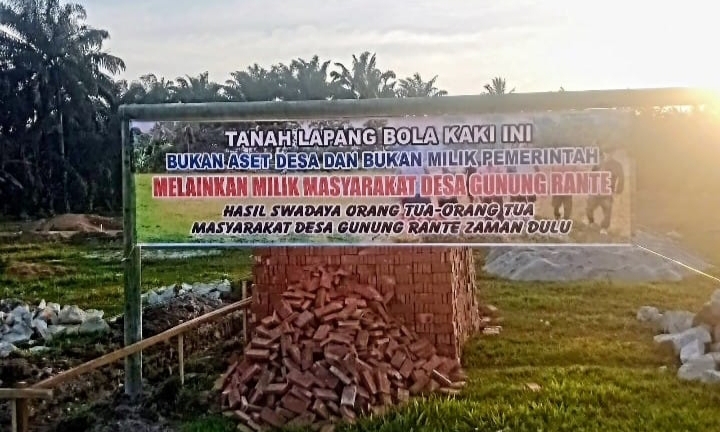 TANAH LAPANG BOLA KAKI INI
BUKAN ASET DESA DAN BUKAN MILIK PEMERINTAH
MELAINKAN MILIK MASYARAKAT DESA GUNUNG RANTE
HASIL SWADAYA ORANG TUA-ORANG TUA
MASYARAKAT DESA GUNUNG RANTE ZAMAN DULU